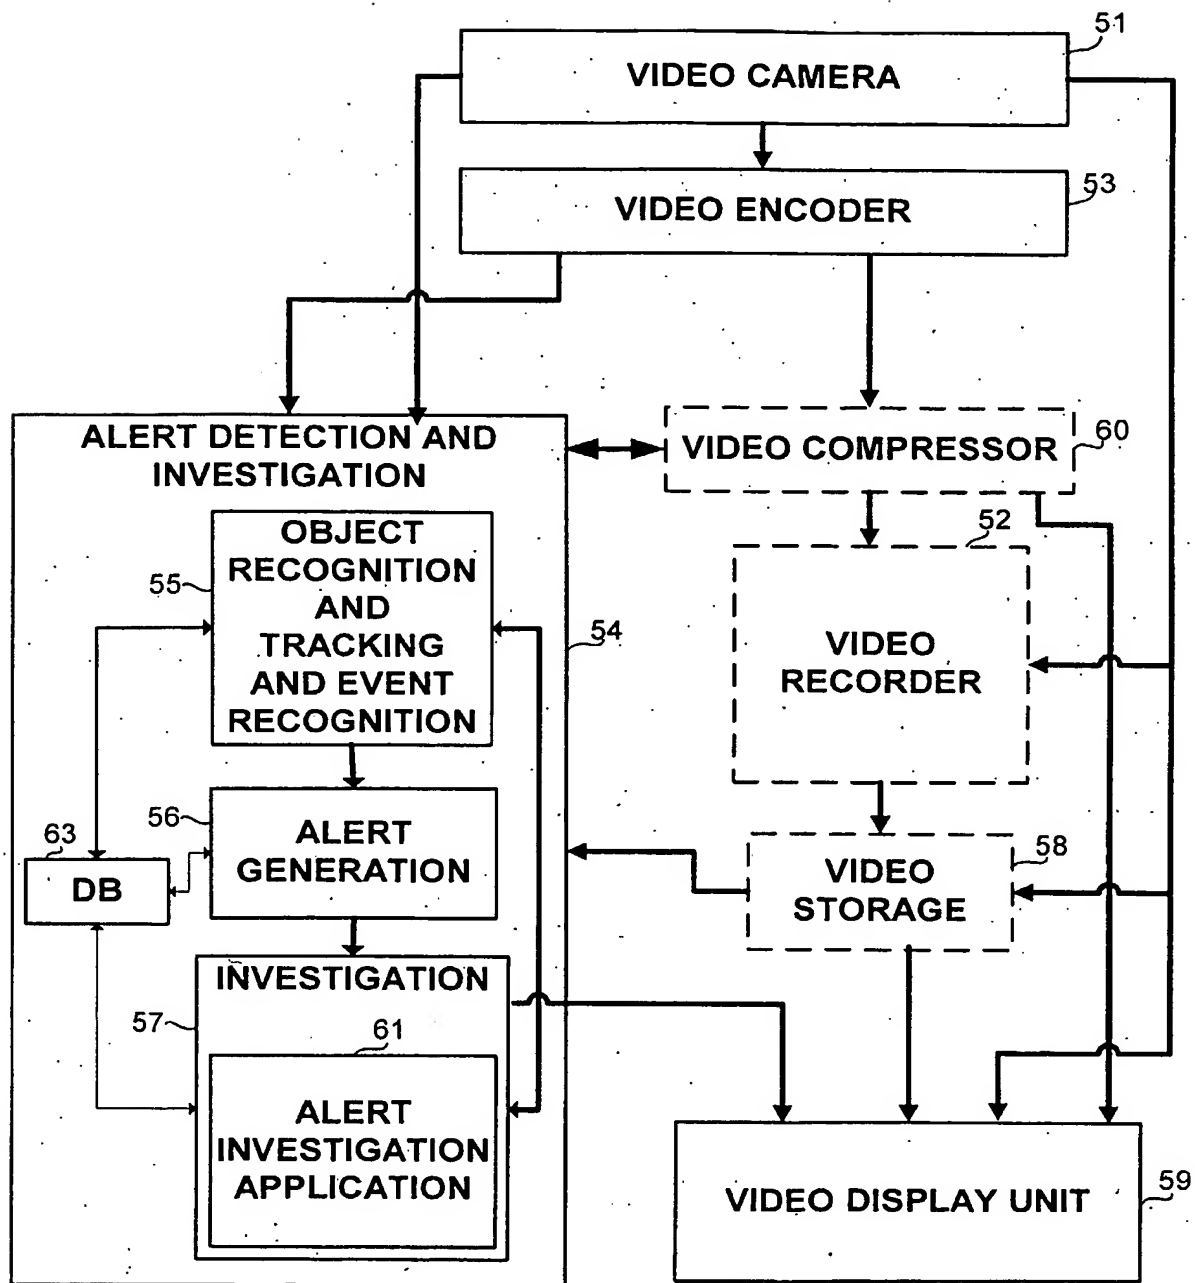 51
VIDEO CAMERA
53
VIDEO ENCODER
ALERT DETECTION AND
INVESTIGATION
VIDEO COMPRESSOR
60
OBJECT
RECOGNITION
AND
TRACKING
AND EVENT
RECOGNITION
55
54
52
VIDEO
RECORDER
56
ALERT
GENERATION
63
DB
58
VIDEO
STORAGE
INVESTIGATION
57
61
ALERT
INVESTIGATION
APPLICATION
VIDEO DISPLAY UNIT
59